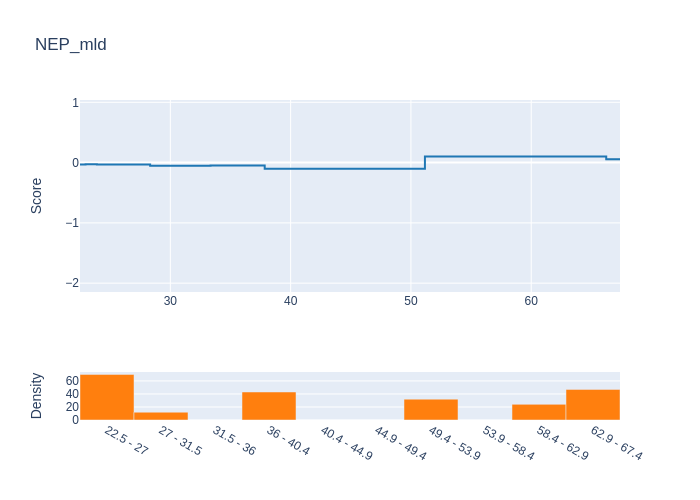 NEP_mld
Score
1
0
−1
−2
30 40 50 60
Density
60
40
20
0
22.5 - 27
27 - 31.5
31.5 - 36
36 - 40.4
40.4 - 44.9
44.9 - 49.4
49.4 - 53.9
53.9 - 58.4
58.4 - 62.9
62.9 - 67.4